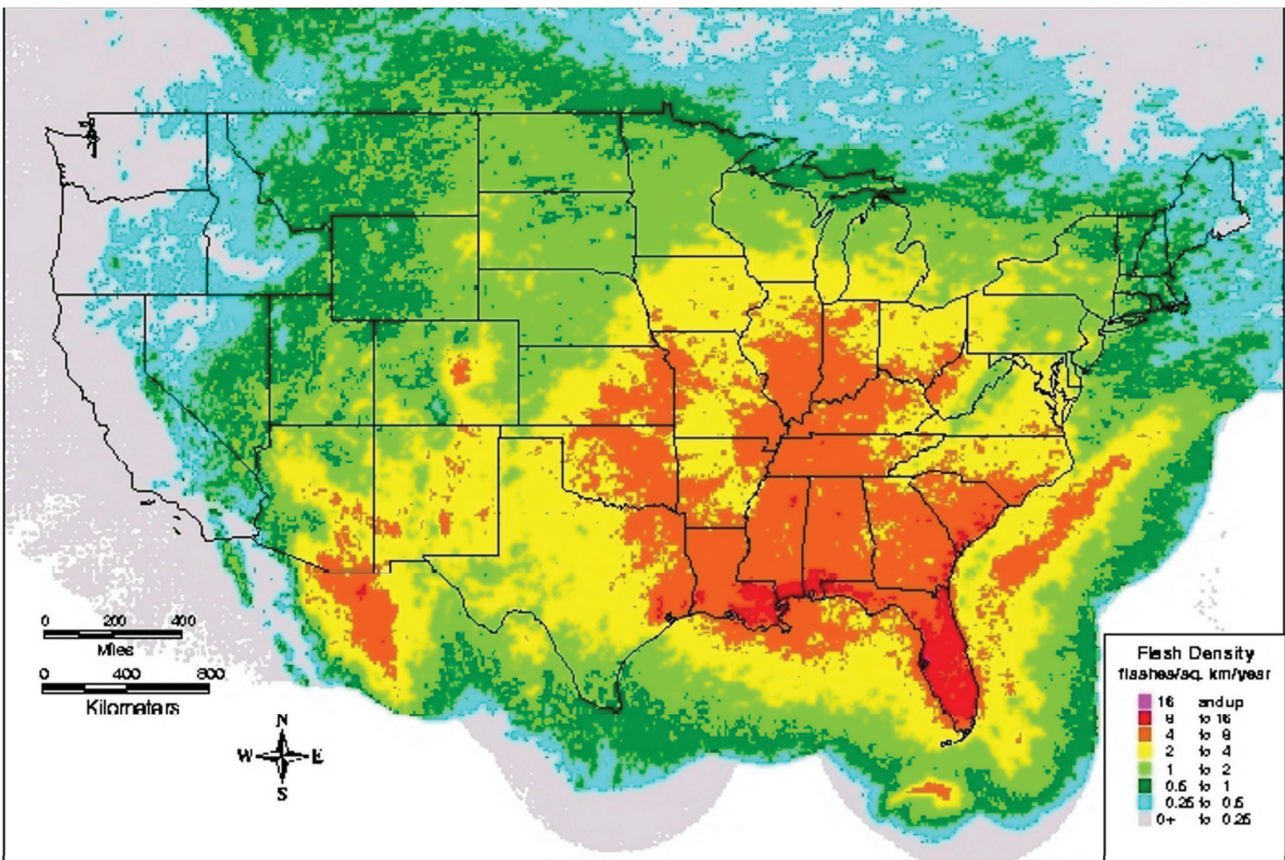 0 200 400
Miles
0 400 800
Kilometers
N
W E
S
Flash Density
flashes/sq. km/year
16 and up
8 to 16
4 to 8
2 to 4
1 to 2
0.5 to 1
0.25 to 0.5
0+ to 0.25